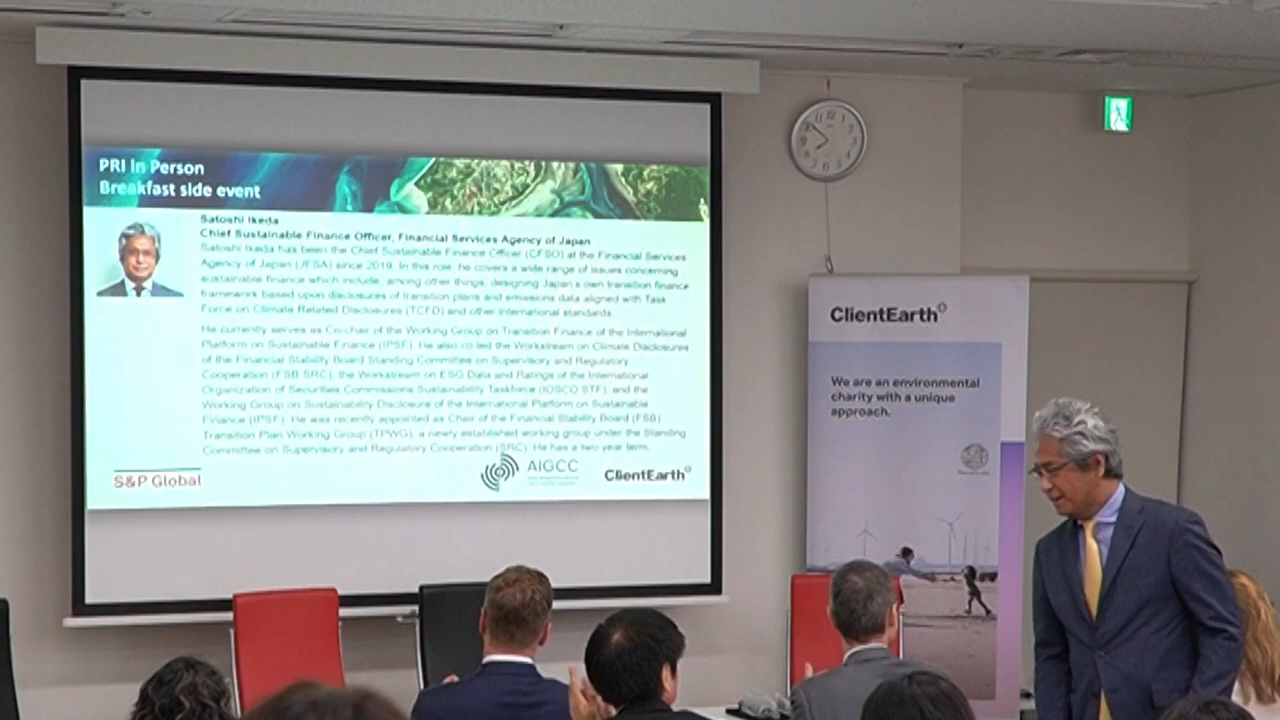 PRI in Person
Breakfast side event
Satoshi Ikeda
Chief Sustainable Finance Officer, Financial Services Agency of Japan
Satoshi Ikeda has been the Chief Sustainable Finance Officer (CFSO) at the Financial Services
Agency of Japan (JFSA) since 2019. In this role, he covers a wide range of issues concerning
sustainable finance which include, among other things, designing Japan's own transition finance
framework based upon disclosures of transition plans and emissions data aligned with Task
Force on Climate Related Disclosures (TCFD) and other international standards.
He currently serves as Co-chair of the Working Group on Transition Finance of the International
Platform on Sustainable Finance (IPSF). He also co-led the Workstream on Climate Disclosures
of the Financial Stability Board Standing Committee on Supervisory and Regulatory
Cooperation (FSB SRC), the Workstream on ESG Data and Ratings of the International
Organization of Securities Commissions Sustainability Taskforce (IOSCO STF), and the
Working Group on Sustainability Disclosure of the International Platform on Sustainable
Finance (IPSF). He was recently appointed as Chair of the Financial Stability Board (FSB)
Transition Plan Working Group (TPWG), a newly established working group under the Standing
Committee on Supervisory and Regulatory Cooperation (SRC). He has a two-year term.
S&P Global
AIGCC
ClientEarth
ClientEarth
We are an environmental
charity with a unique
approach.